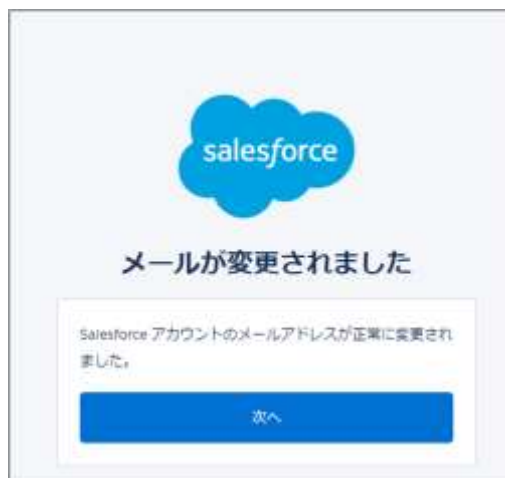 salesforce
メールが変更されました
Salesforce アカウントのメールアドレスが正常に変更され
ました。
次へ